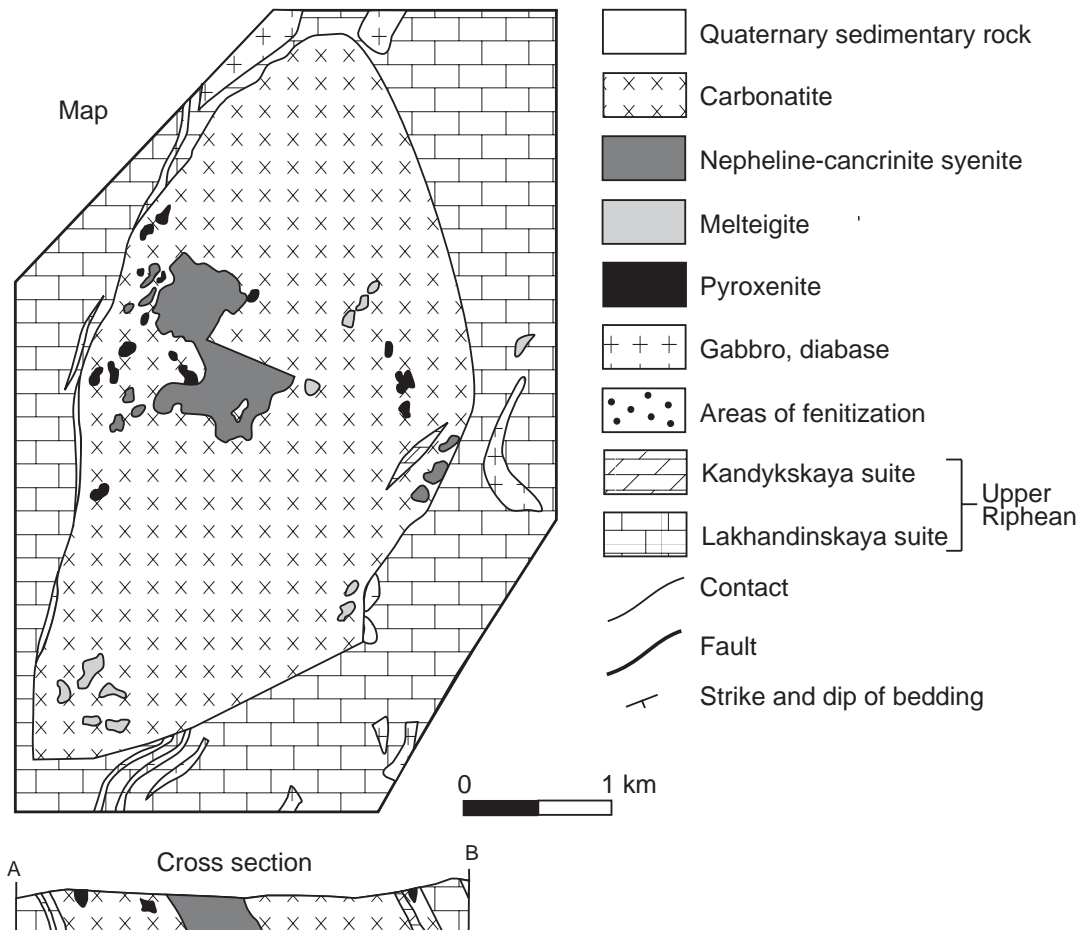 Map
Quaternary sedimentary rock
Carbonatite
Nepheline-cancrinite syenite
Melteigite
Pyroxenite
Gabbro, diabase
Areas of fenitization
Kandykskaya suite
Lakhandinskaya suite
Upper
Riphean
Contact
Fault
Strike and dip of bedding
0 1 km
Cross section
A B